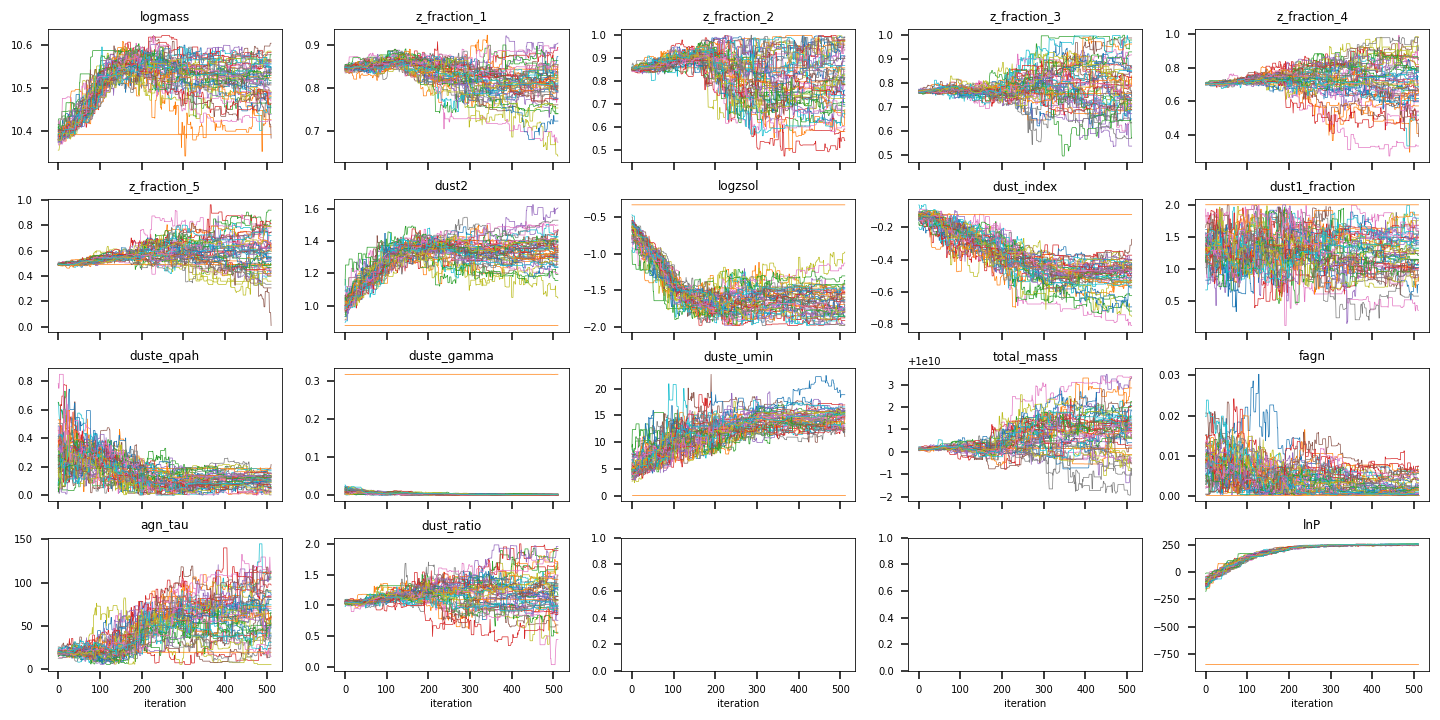 logmass z_fraction_1 z_fraction_2 z_fraction_3 z_fraction_4
10.6 0.9 1.0 1.0 1.0
10.5 0.8 0.9 0.9 0.8
10.4 0.7 0.8 0.8 0.6
0.7 0.7 0.4
0.6 0.6
0.5 0.5
z_fraction_5 dust2 logzsol dust_index dust1_fraction
1.0 1.6 −0.5 −0.2 2.0
0.8 1.4 −1.0 −0.4 1.5
0.6 1.2 −1.5 −0.6 1.0
0.4 1.0 −2.0 −0.8 0.5
0.2
0.0
duste_qpah duste_gamma duste_umin total_mass fagn
+1e10
0.8 0.3 20 3 0.03
0.6 0.2 15 2 0.02
0.4 0.1 10 1 0.01
0.2 0.0 5 0 0.00
0.0 0 −1
−2
agn_tau dust_ratio lnP
150 2.0 1.0 1.0 250
100 1.5 0.8 0.8 0
50 1.0 0.6 0.6 −250
0 0.5 0.4 0.4 −500
0.0 0.2 0.2 −750
0.0 0.0
0 100 200 300 400 500 0 100 200 300 400 500 0 100 200 300 400 500 0 100 200 300 400 500 0 100 200 300 400 500
iteration iteration iteration iteration iteration